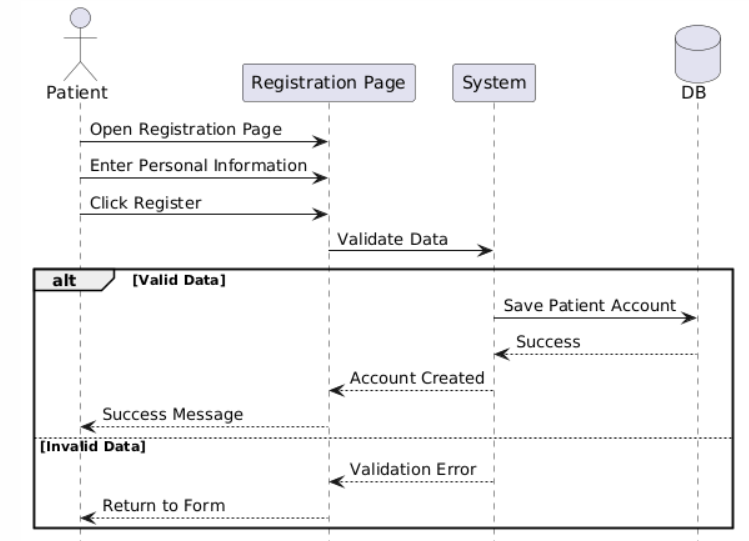 Patient
Registration Page
System
DB
Open Registration Page
Enter Personal Information
Click Register
Validate Data
alt [Valid Data]
Save Patient Account
Success
Account Created
Success Message
[Invalid Data]
Validation Error
Return to Form